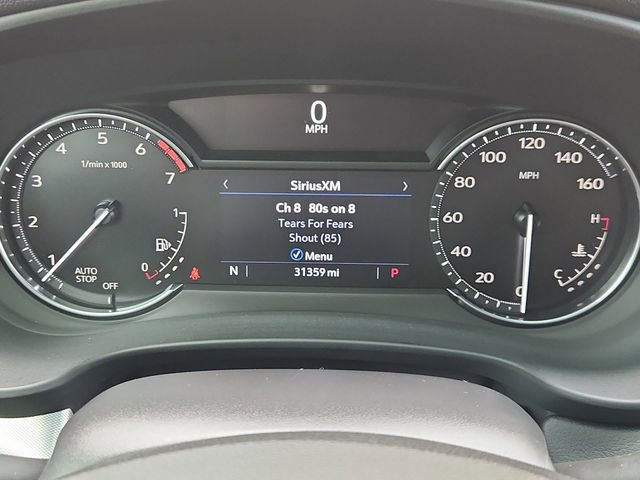 0
MPH
1/min x 1000
1
2
3
4
5
6
7
AUTO
STOP
OFF
1
0
SiriusXM
Ch 8 80s on 8
Tears For Fears
Shout (85)
Menu
N
31359 mi
P
MPH
0
20
40
60
80
100
120
140
160
H
C